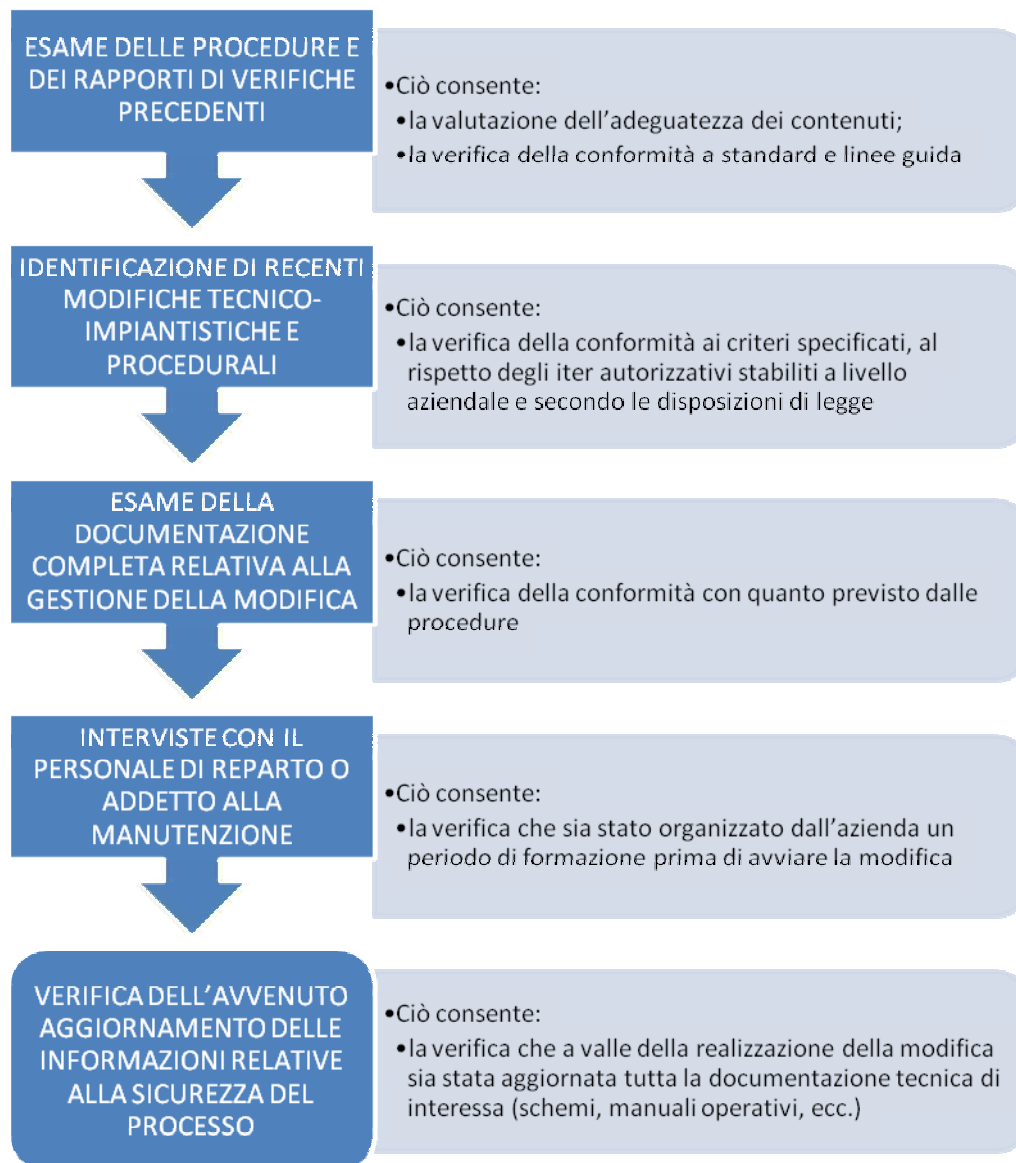 ESAME DELLE PROCEDURE E
DEI RAPPORTI DI VERIFICHE
PRECEDENTI
•Ciò consente:
•la valutazione dell'adeguatezza dei contenuti;
•la verifica della conformità a standard e linee guida
IDENTIFICAZIONE DI RECENTI
MODIFICHE TECNICO-
IMPIANTISTICHE E
PROCEDURALI
•Ciò consente:
•la verifica della conformità ai criteri specificati, al
rispetto degli iter autorizzativi stabiliti a livello
aziendale e secondo le disposizioni di legge
ESAME DELLA
DOCUMENTAZIONE
COMPLETA RELATIVA ALLA
GESTIONE DELLA MODIFICA
•Ciò consente:
•la verifica della conformità con quanto previsto dalle
procedure
INTERVISTE CON IL
PERSONALE DI REPARTO O
ADDETTO ALLA
MANUTENZIONE
•Ciò consente:
•la verifica che sia stato organizzato dall'azienda un
periodo di formazione prima di avviare la modifica
VERIFICA DELL'AVVENUTO
AGGIORNAMENTO DELLE
INFORMAZIONI RELATIVE
ALLA SICUREZZA DEL
PROCESSO
•Ciò consente:
•la verifica che a valle della realizzazione della modifica
sia stata aggiornata tutta la documentazione tecnica di
interessa (schemi, manuali operativi, ecc.)